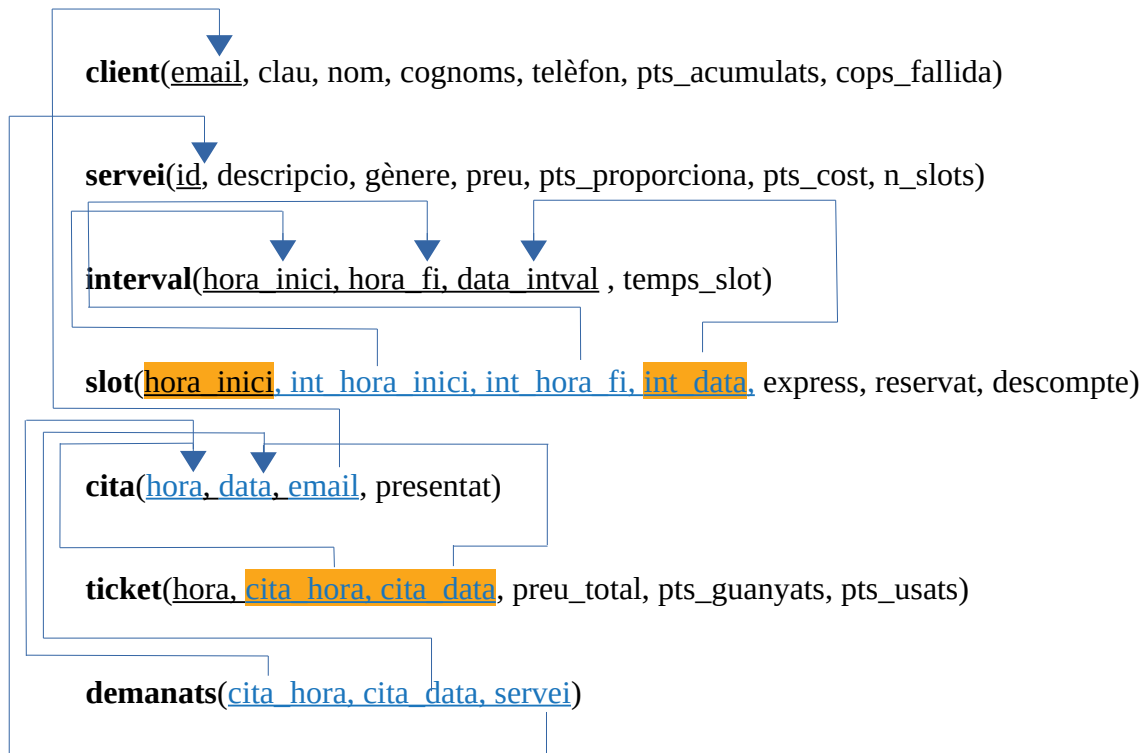 client(email, clau, nom, cognoms, telèfon, pts_acumulats, cops_fallida)
servei(id, descripcio, gènere, preu, pts_proporciona, pts_cost, n_slots)
interval(hora_inici, hora_fi, data_intval , temps_slot)
slot(hora_inici, int_hora_inici, int_hora_fi, int_data, express, reservat, descompte)
cita(hora, data, email, presentat)
ticket(hora, cita_hora, cita_data, preu_total, pts_guanyats, pts_usats)
demanats(cita_hora, cita_data, servei)